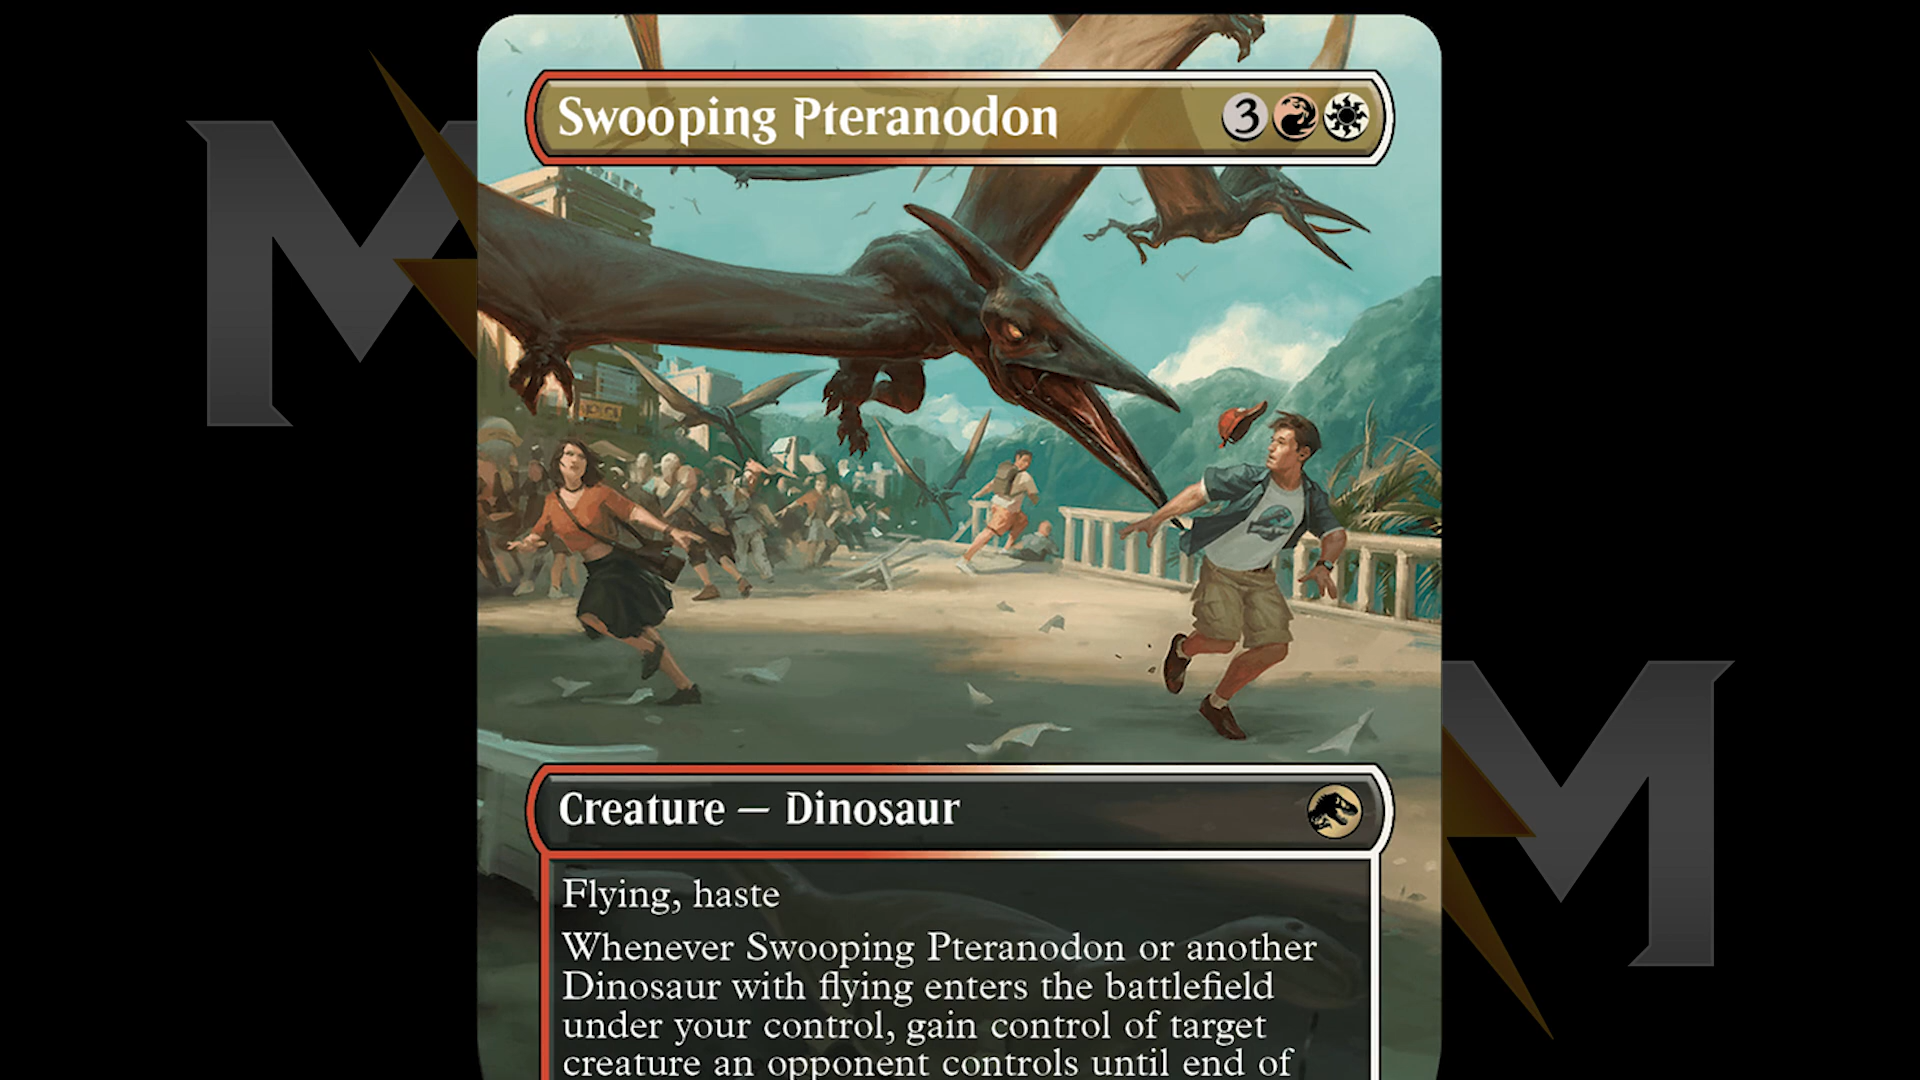 Swooping Pteranodon 3
Creature — Dinosaur
Flying, haste
Whenever Swooping Pteranodon or another
Dinosaur with flying enters the battlefield
under your control, gain control of target
creature an opponent controls until end of
M
M